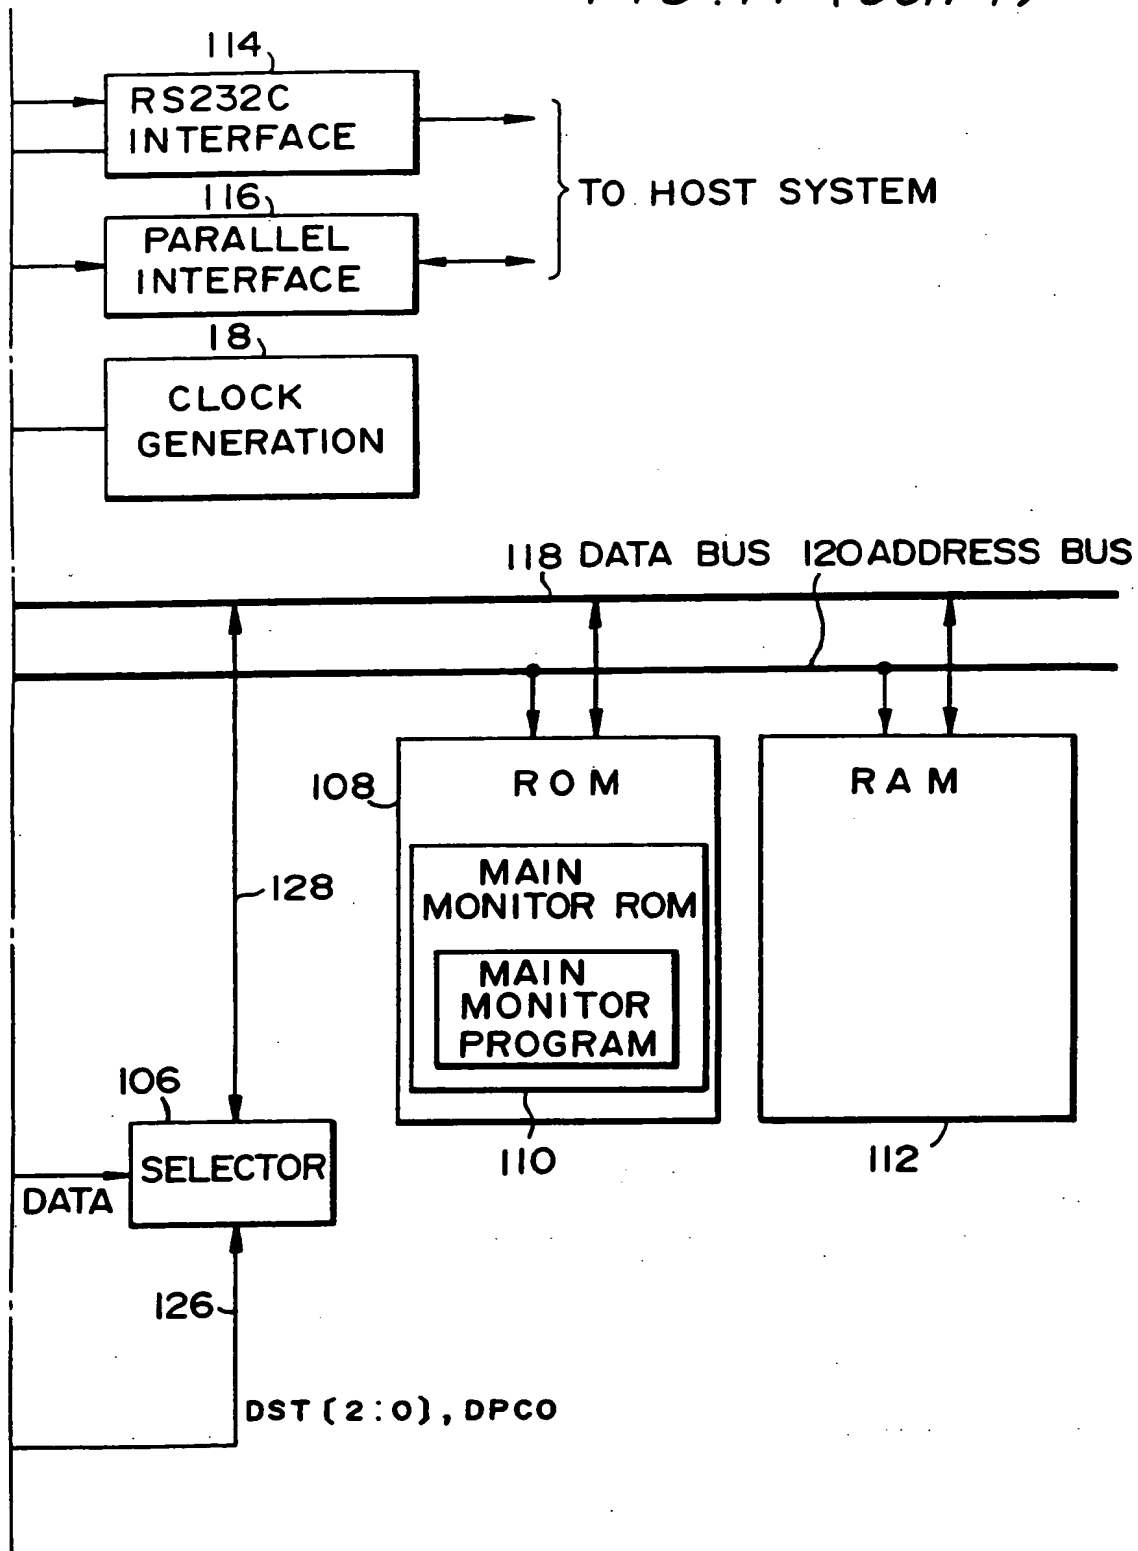 114
RS232C
INTERFACE
TO HOST SYSTEM
116
PARALLEL
INTERFACE
18
CLOCK
GENERATION
118 DATA BUS 120 ADDRESS BUS
108
ROM
RAM
MAIN
MONITOR ROM
128
MAIN
MONITOR
PROGRAM
106
SELECTOR
110
112
DATA
126
DST (2:0), DPCO